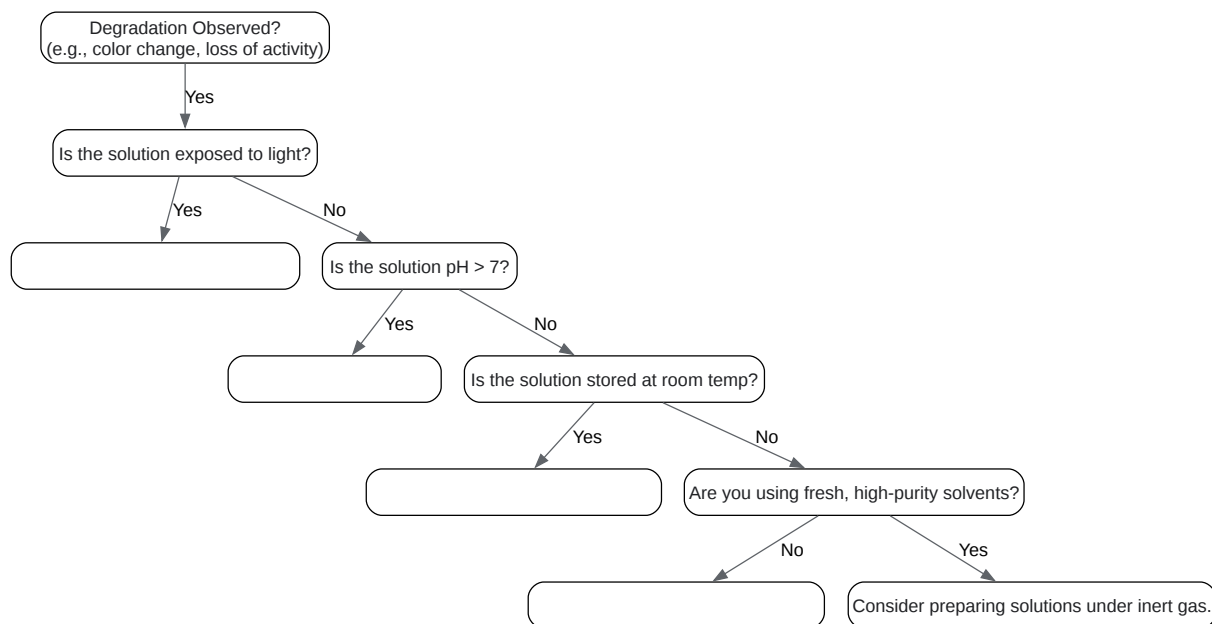 Degradation Observed?
(e.g., color change, loss of activity)
Yes
Is the solution exposed to light?
Yes
No
Is the solution pH > 7?
Yes
No
Is the solution stored at room temp?
Yes
No
Are you using fresh, high-purity solvents?
No
Yes
Consider preparing solutions under inert gas.